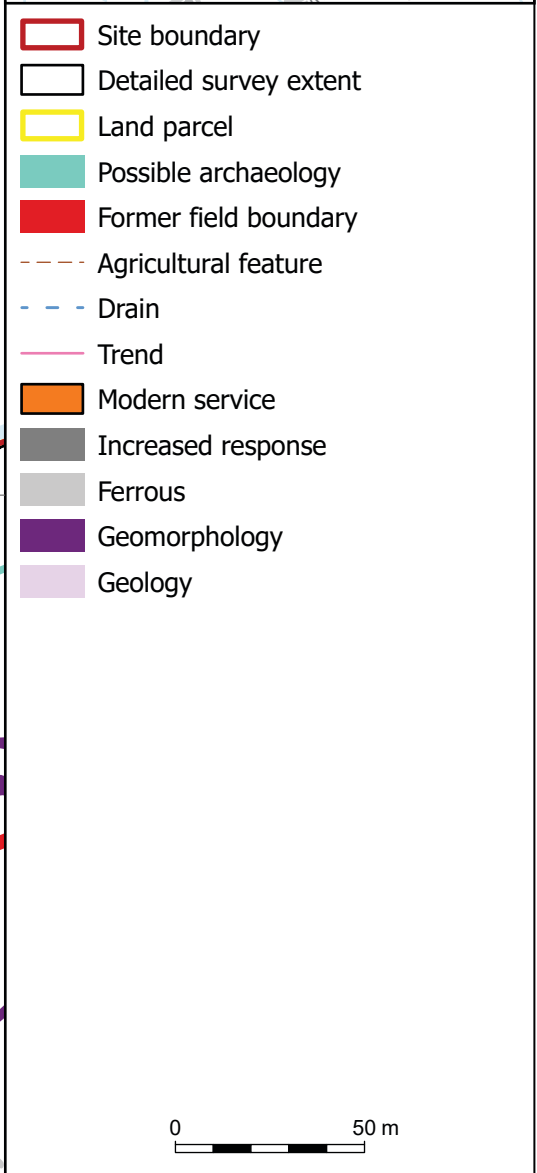 Site boundary
Detailed survey extent
Land parcel
Possible archaeology
Former field boundary
Agricultural feature
Drain
Trend
Modern service
Increased response
Ferrous
Geomorphology
Geology
0 50 m